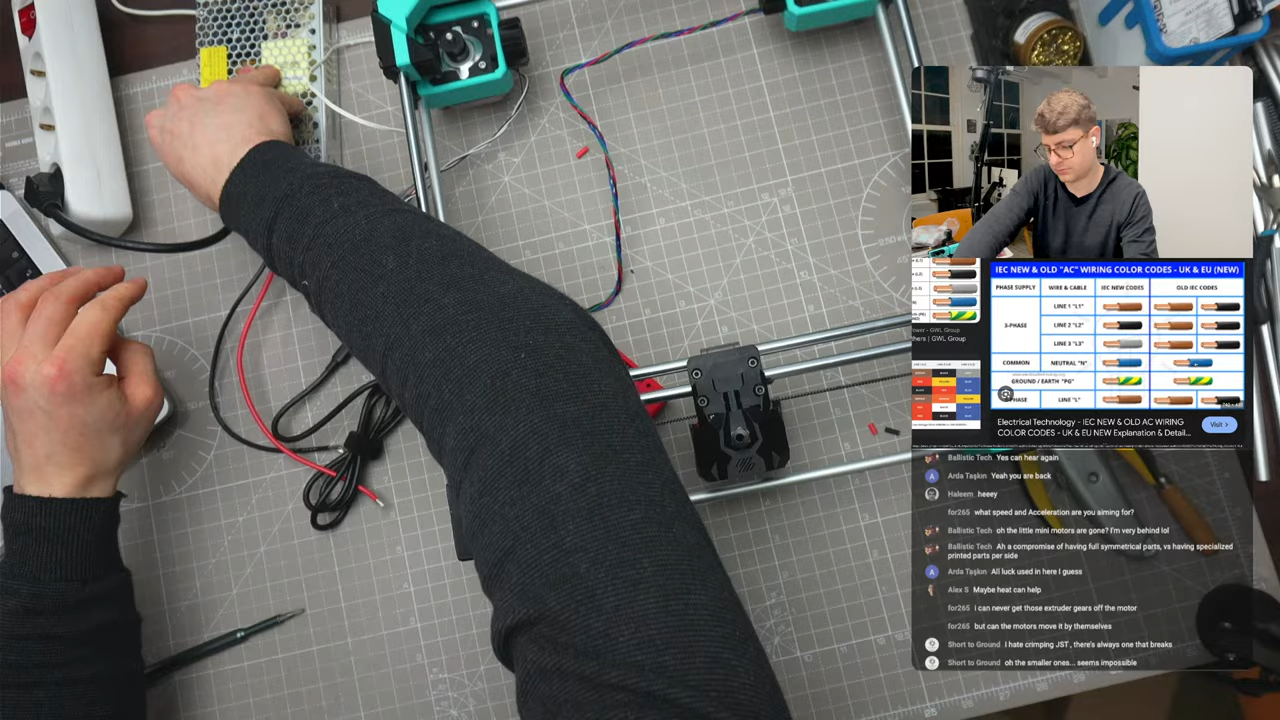 IEC NEW & OLD "AC" WIRING COLOR CODES - UK & EU (NEW)
PHASE SUPPLY WIRE & CABLE IEC NEW CODES OLD IEC CODES
3-PHASE
LINE 1 "L1"
LINE 2 "L2"
LINE 3 "L3"
COMMON NEUTRAL "N"
GROUND / EARTH "PG"
PHASE LINE "L"
Power - GWL Group
thers | GWL Group
Electrical Technology - IEC NEW & OLD AC WIRING
COLOR CODES - UK & EU NEW Explanation & Detail...
Visit >
Ballistic Tech Yes can hear again
A Arda Taşkın Yeah you are back
Haleem heeey
for265 what speed and Acceleration are you aiming for?
Ballistic Tech oh the little mini motors are gone? I'm very behind lol
Ballistic Tech Ah a compromise of having full symmetrical parts, vs having specialized
printed parts per side
A Arda Taşkın All luck used in here I guess
Alex S Maybe heat can help
for265 I can never get those extruder gears off the motor
for265 but can the motors move it by themselves
Short to Ground I hate crimping JST , there's always one that breaks
Short to Ground oh the smaller ones... seems impossible